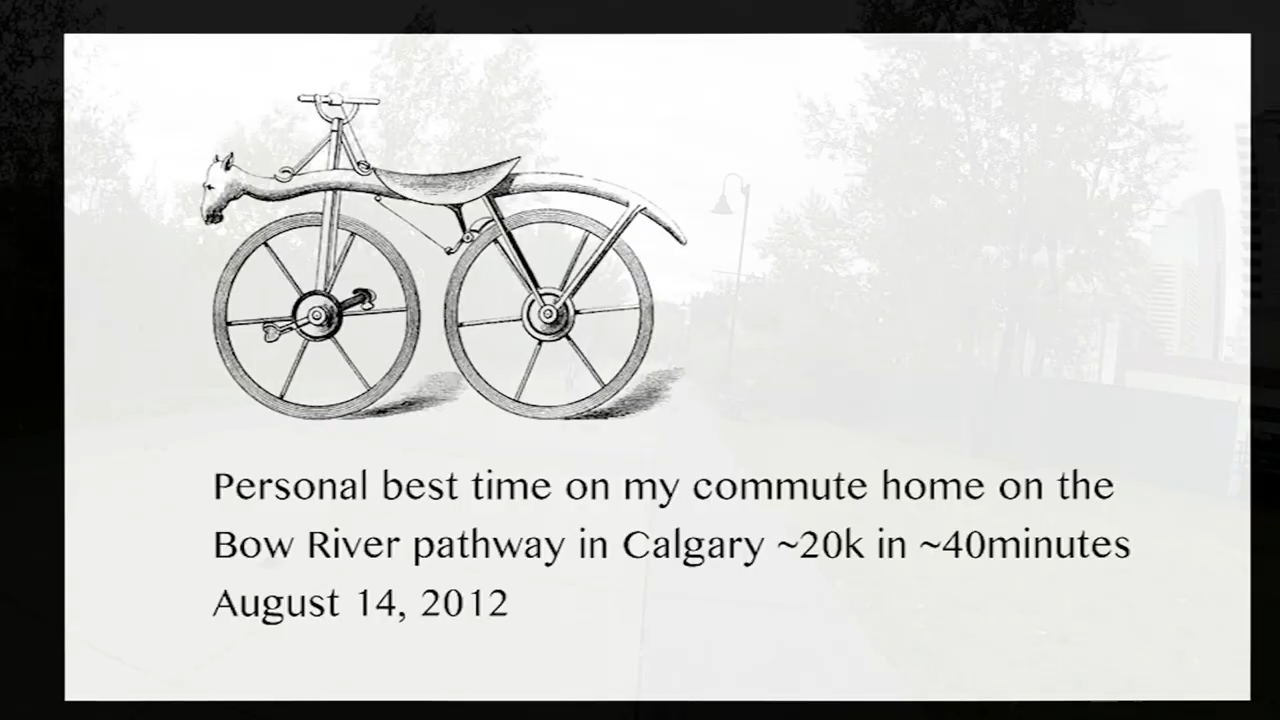 Personal best time on my commute home on the
Bow River pathway in Calgary ~20k in ~40minutes
August 14, 2012